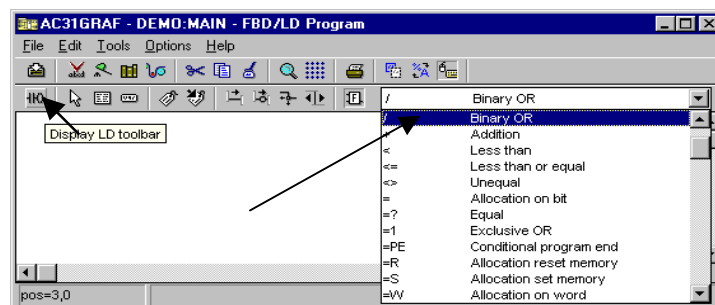 AC31GRAF - DEMO:MAIN - FBD/LD Program
File Edit Tools Options Help
/ Binary OR
Display LD toolbar
/ Binary OR
+ Addition
< Less than
<= Less than or equal
<> Unequal
= Allocation on bit
=? Equal
=1 Exclusive OR
=PE Conditional program end
=R Allocation reset memory
=S Allocation set memory
=W Allocation on word
pos=3,0